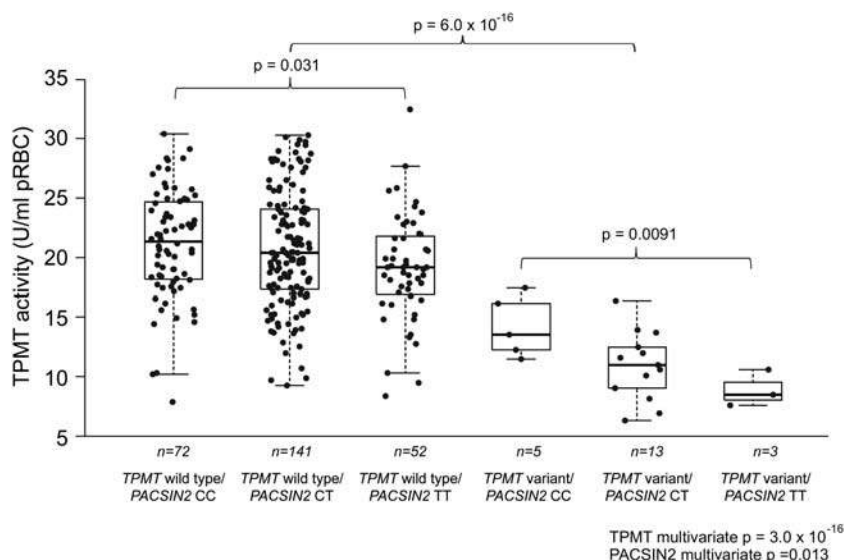 p = 6.0 x 10-16
p = 0.031
p = 0.0091
TPMT activity (U/ml pRBC)
35
30
25
20
15
10
5
n=72 n=141 n=52 n=5 n=13 n=3
TPMT wild type/ TPMT wild type/ TPMT wild type/ TPMT variant/ TPMT variant/ TPMT variant/
PACSIN2 CC PACSIN2 CT PACSIN2 TT PACSIN2 CC PACSIN2 CT PACSIN2 TT
TPMT multivariate p = 3.0 x 10-16
PACSIN2 multivariate p =0.013